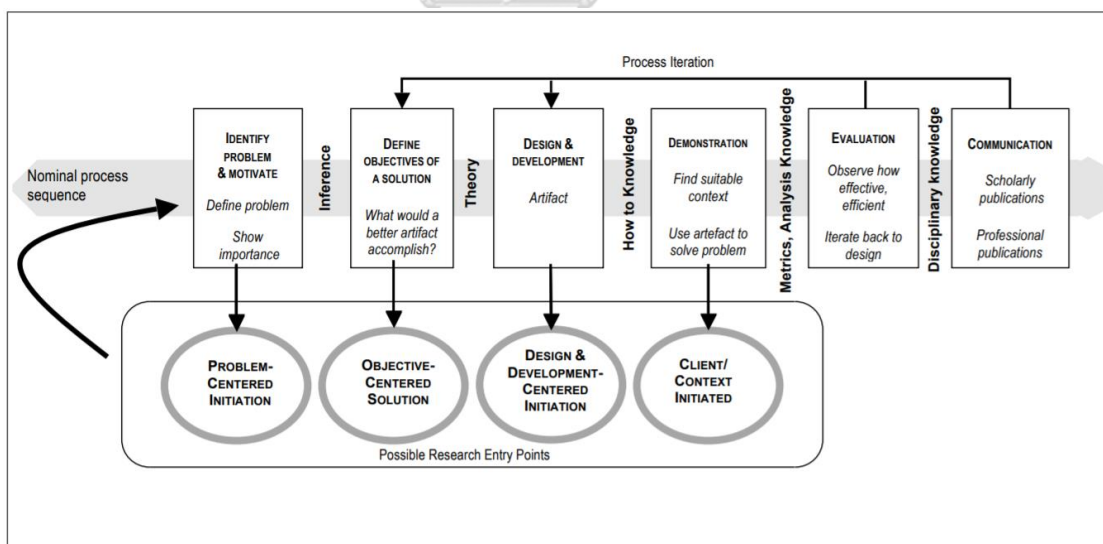 Process Iteration
Nominal process
sequence
IDENTIFY
PROBLEM
& MOTIVATE
Define problem
Show
importance
Inference
DEFINE
OBJECTIVES OF
A SOLUTION
What would a
better artifact
accomplish?
Theory
DESIGN &
DEVELOPMENT
Artifact
How to Knowledge
DEMONSTRATION
Find suitable
context
Use artefact to
solve problem
Metrics, Analysis Knowledge
EVALUATION
Observe how
effective,
efficient
Iterate back to
design
Disciplinary knowledge
COMMUNICATION
Scholarly
publications
Professional
publications
PROBLEM-
CENTERED
INITIATION
OBJECTIVE-
CENTERED
SOLUTION
DESIGN &
DEVELOPMENT-
CENTERED
INITIATION
CLIENT/
CONTEXT
INITIATED
Possible Research Entry Points